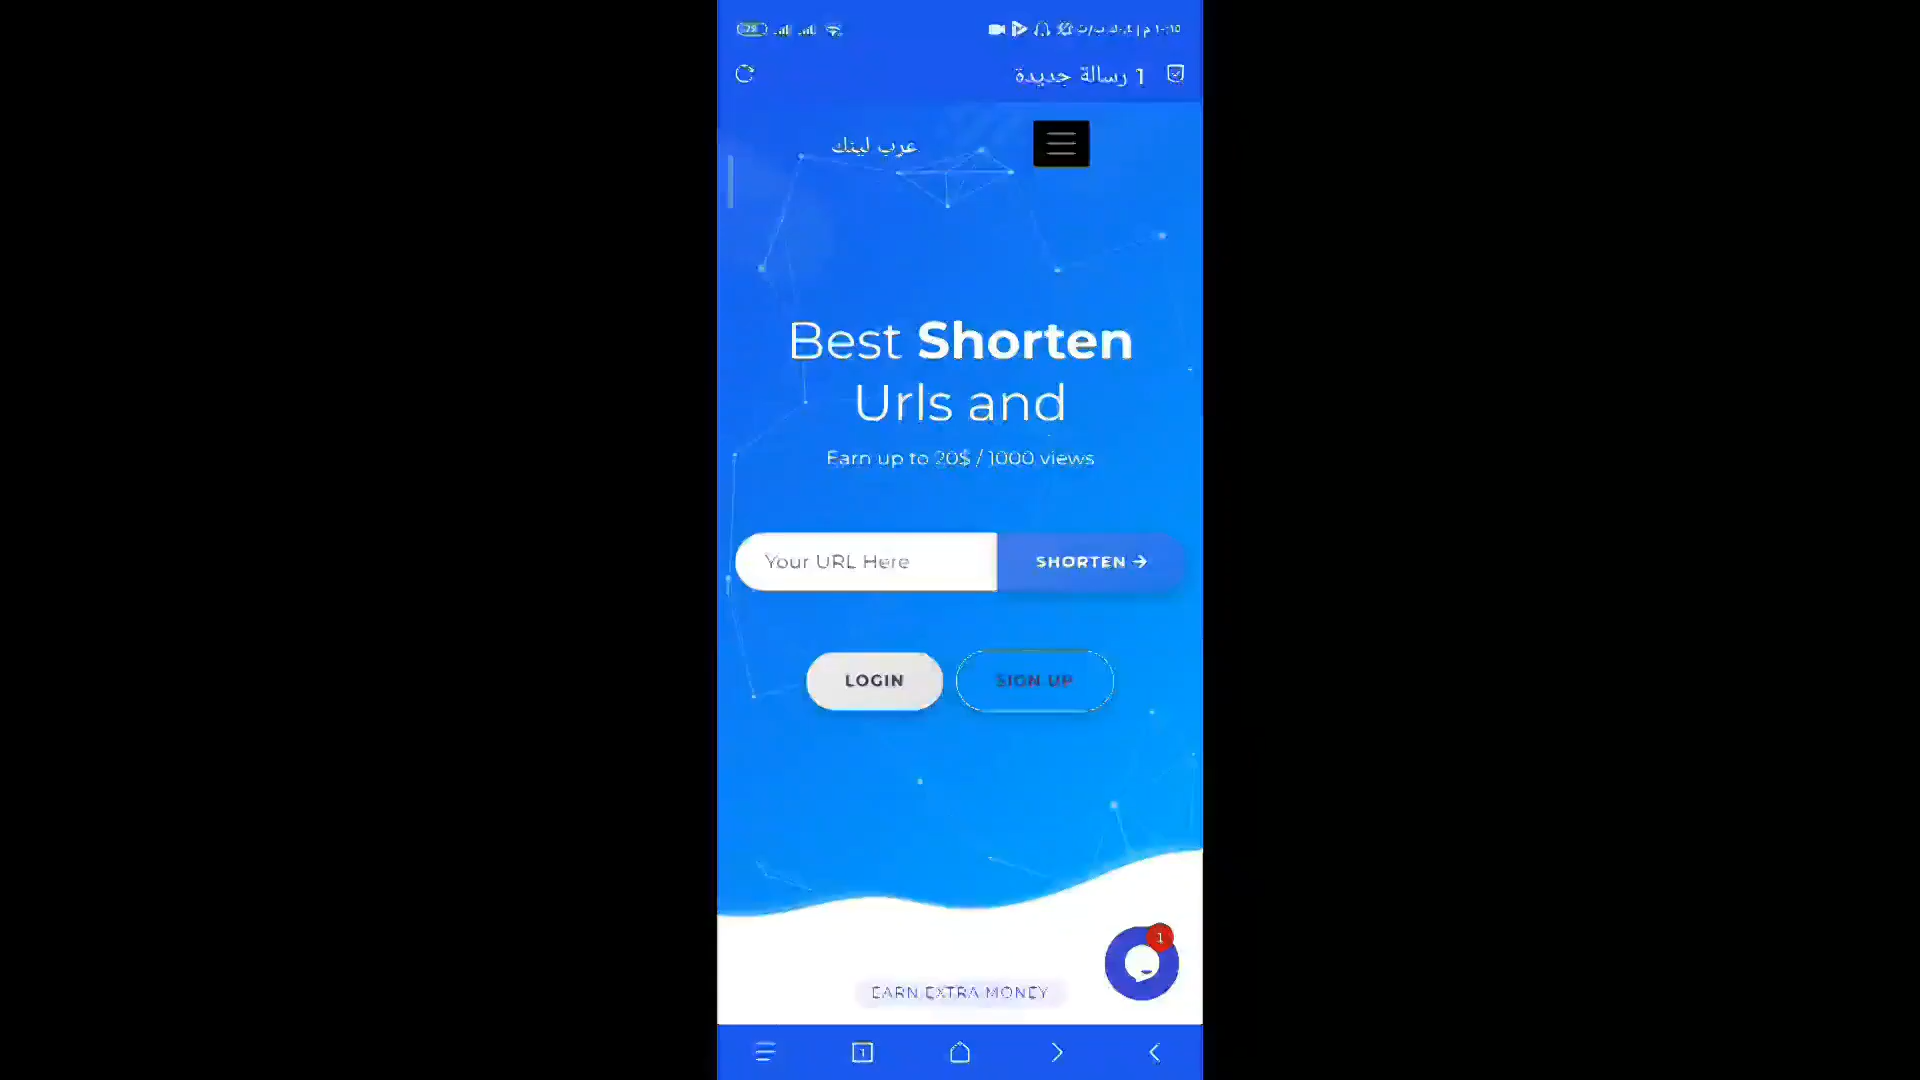 1 رسالة جديدة
عرب لينك
Best Shorten
Urls and
Earn up to 20$ / 1000 views
Your URL Here
SHORTEN →
LOGIN
SIGN UP
1
EARN EXTRA MONEY
1